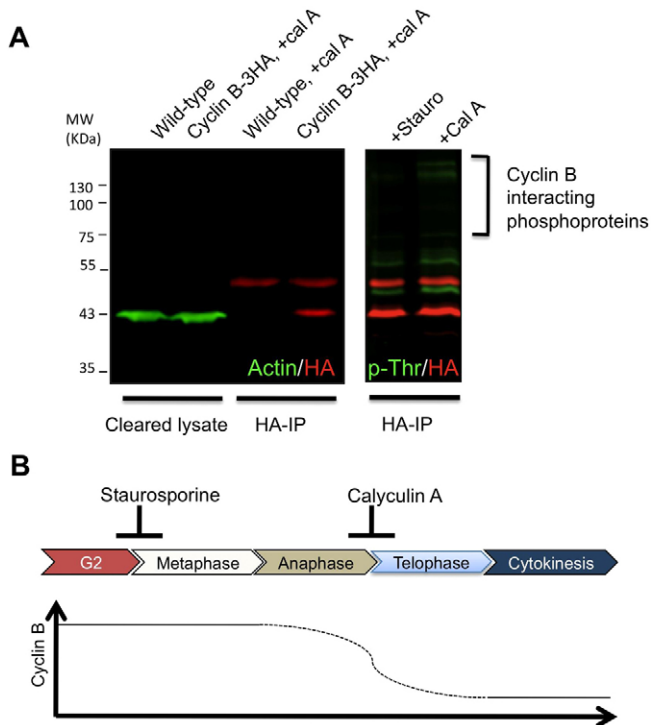 A
Wild-type
Cyclin B-3HA, +cal A
Wild-type, +cal A
Cyclin B-3HA, +cal A
+Stauro
+Cal A
MW
(KDa)
130
100
75
55
43
35
Cyclin B
interacting
phosphoproteins
Actin/HA
p-Thr/HA
Cleared lysate
HA-IP
HA-IP
B
Staurosporine
Calyculin A
G2
Metaphase
Anaphase
Telophase
Cytokinesis
Cyclin B